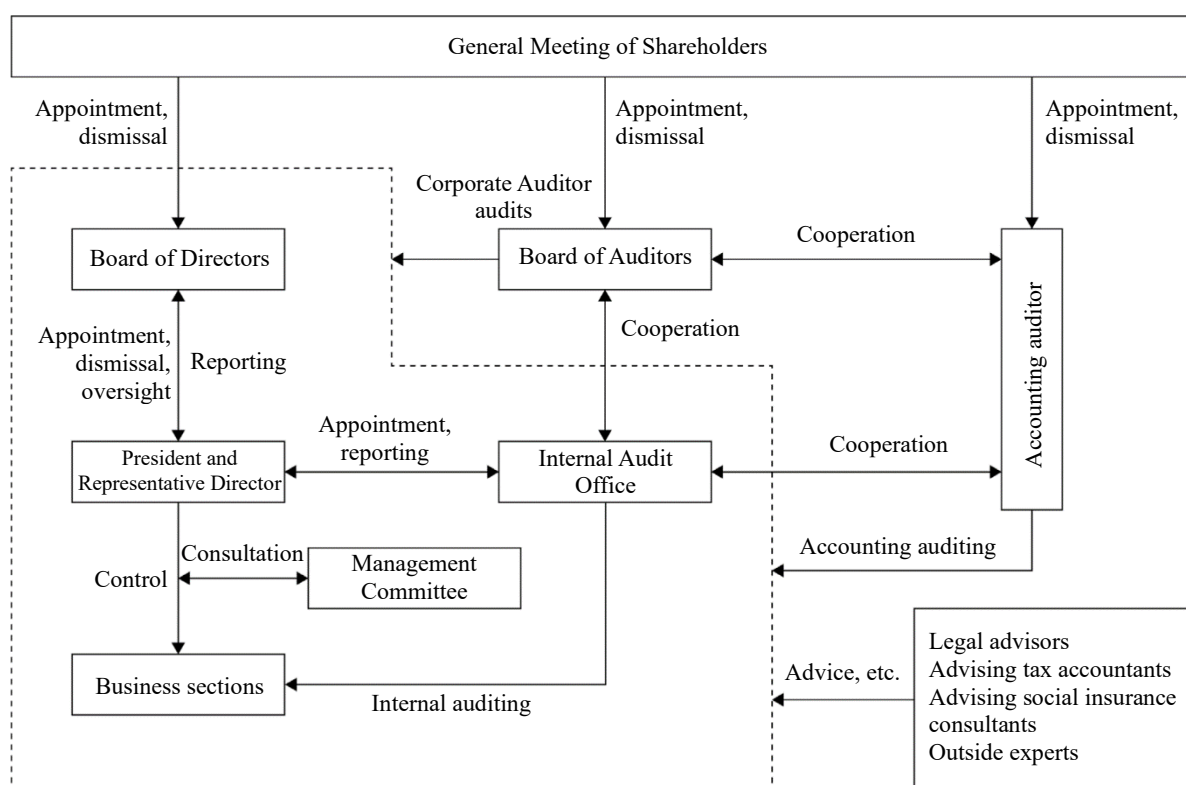 General Meeting of Shareholders
Appointment,
dismissal
Appointment,
dismissal
Appointment,
dismissal
Corporate Auditor
audits
Board of Directors
Board of Auditors
Cooperation
Accounting auditor
Appointment,
dismissal,
oversight
Reporting
Cooperation
President and
Representative Director
Appointment,
reporting
Internal Audit
Office
Cooperation
Consultation
Control
Management
Committee
Accounting auditing
Business sections
Internal auditing
Advice, etc.
Legal advisors
Advising tax accountants
Advising social insurance
consultants
Outside experts